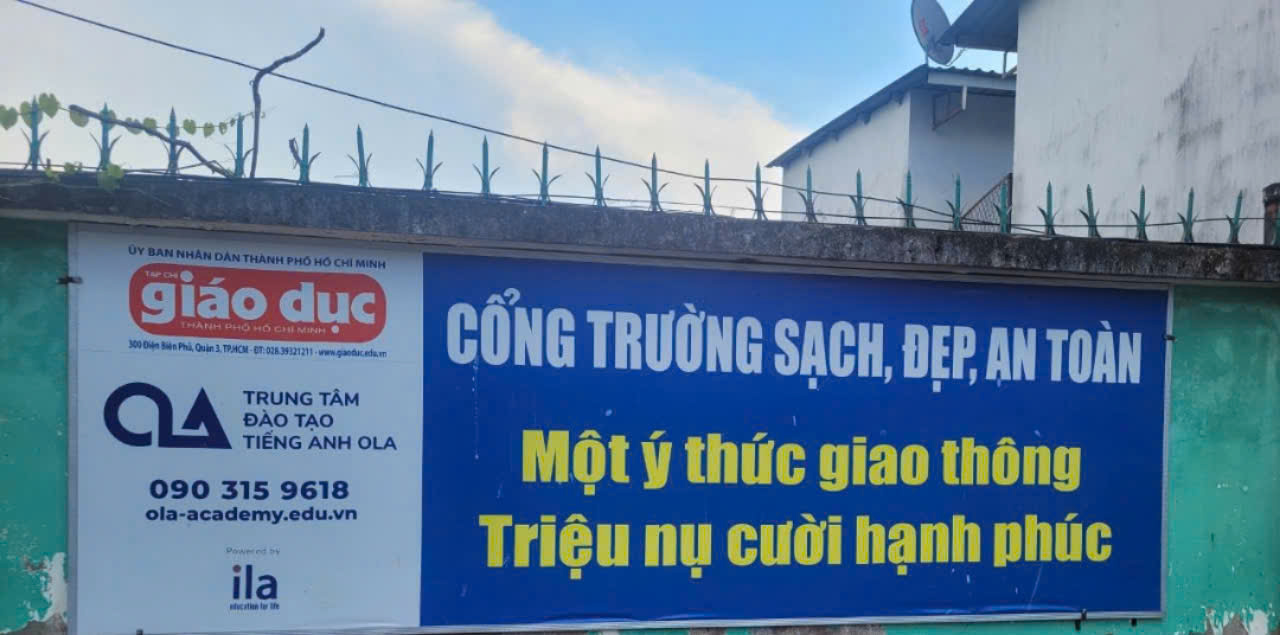 ỦY BAN NHÂN DÂN THÀNH PHỐ HỒ CHÍ MINH
TẠP CHÍ
giáo dục
THÀNH PHỐ HỒ CHÍ MINH
300 Điện Biên Phủ, Quận 3, TP.HCM - ĐT: 028.39321211 - www.giaoduc.edu.vn
OLA
TRUNG TÂM
ĐÀO TẠO
TIẾNG ANH OLA
090 315 9618
ola-academy.edu.vn
Powered by
ila
education for life
CỔNG TRƯỜNG SẠCH, ĐẸP, AN TOÀN
Một ý thức giao thông
Triệu nụ cười hạnh phúc